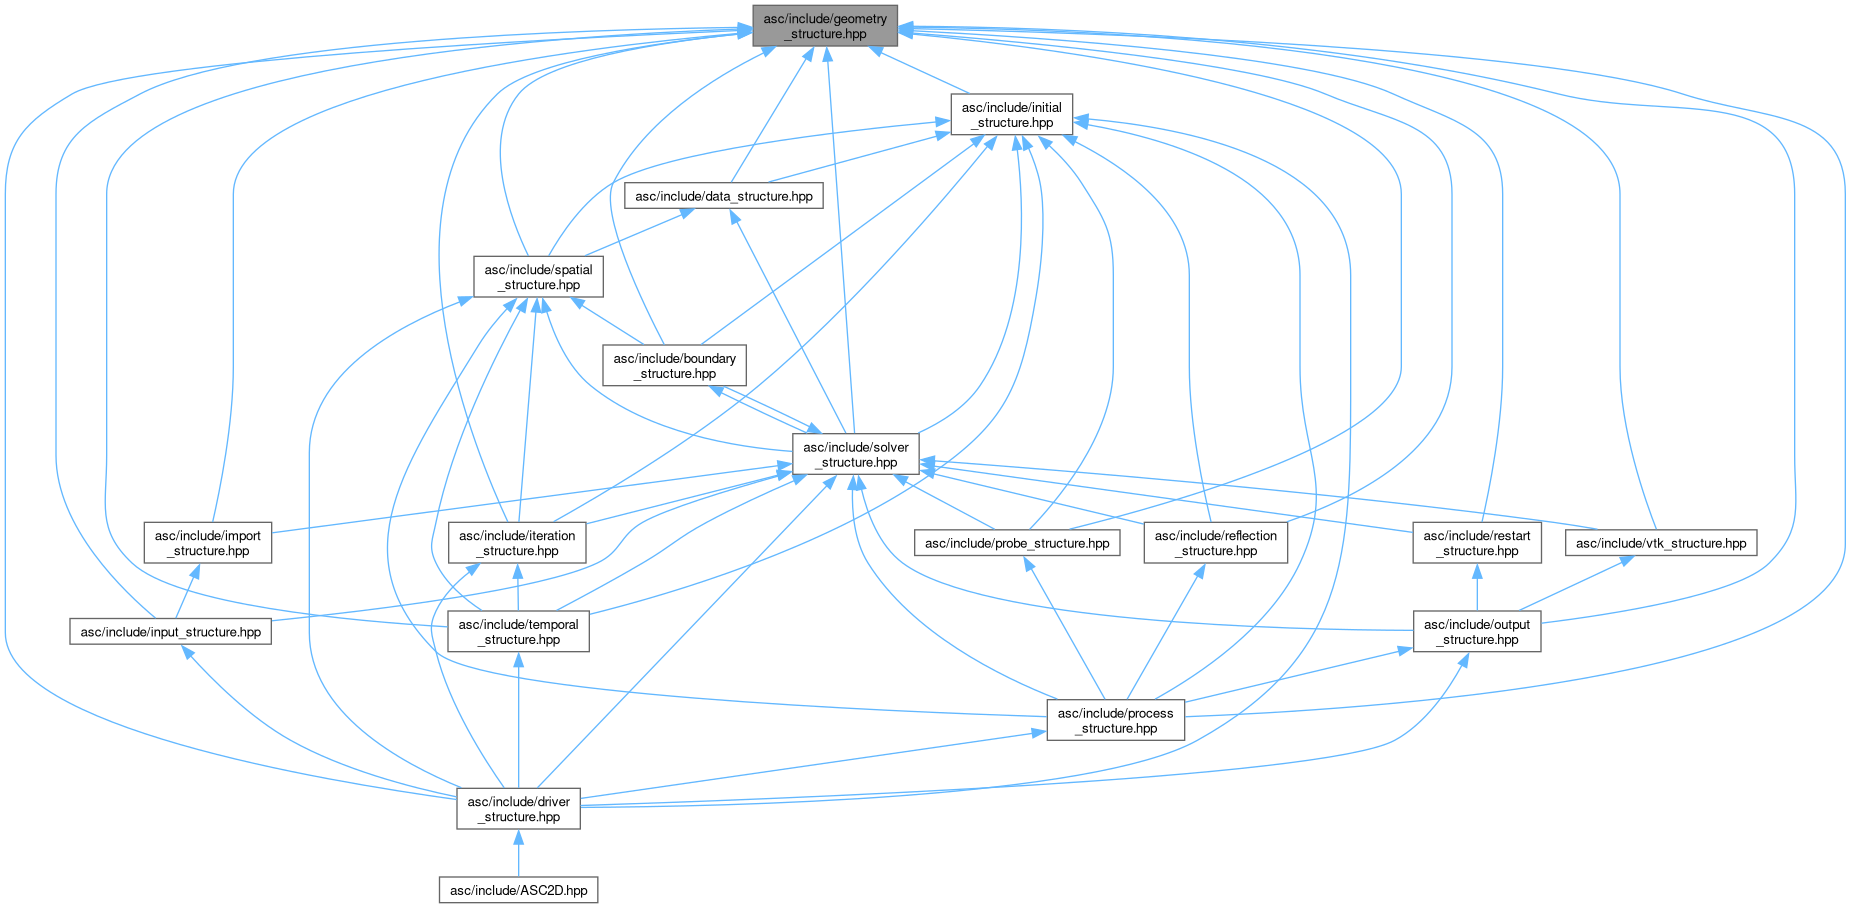 asc/include/geometry
_structure.hpp
asc/include/initial
_structure.hpp
asc/include/data_structure.hpp
asc/include/spatial
_structure.hpp
asc/include/boundary
_structure.hpp
asc/include/solver
_structure.hpp
asc/include/import
_structure.hpp
asc/include/iteration
_structure.hpp
asc/include/probe_structure.hpp
asc/include/reflection
_structure.hpp
asc/include/restart
_structure.hpp
asc/include/vtk_structure.hpp
asc/include/input_structure.hpp
asc/include/temporal
_structure.hpp
asc/include/output
_structure.hpp
asc/include/process
_structure.hpp
asc/include/driver
_structure.hpp
asc/include/ASC2D.hpp